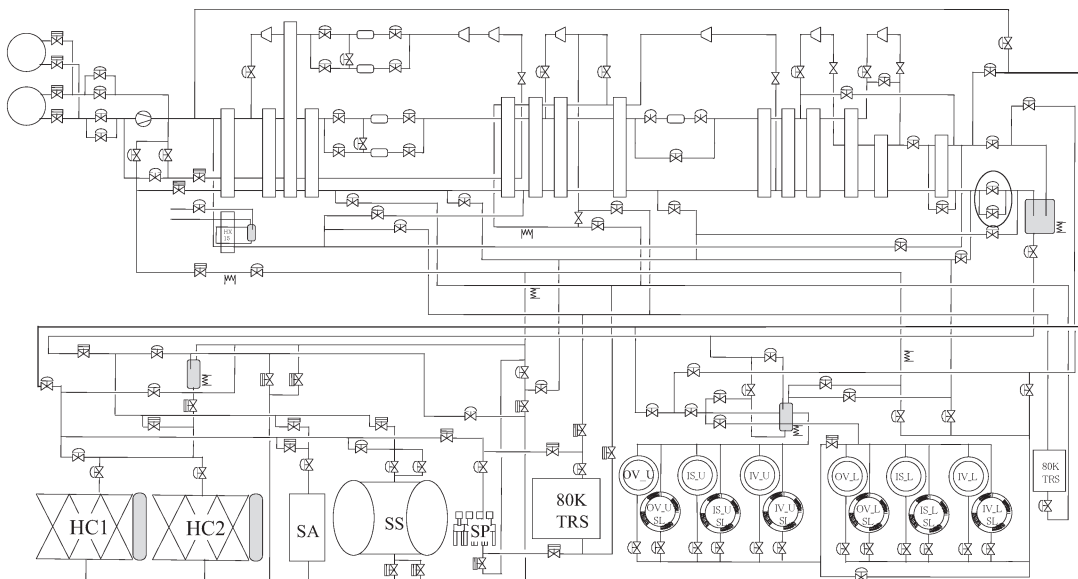 HX
15
OV_U
IS_U
IV_U
OV_L
IS_L
IV_L
80K
TRS
OV_U
SL
IS_U
SL
IV_U
SL
OV_L
SL
IS_L
SL
IV_L
SL
HC1
HC2
SA
SS
SP
80K
TRS